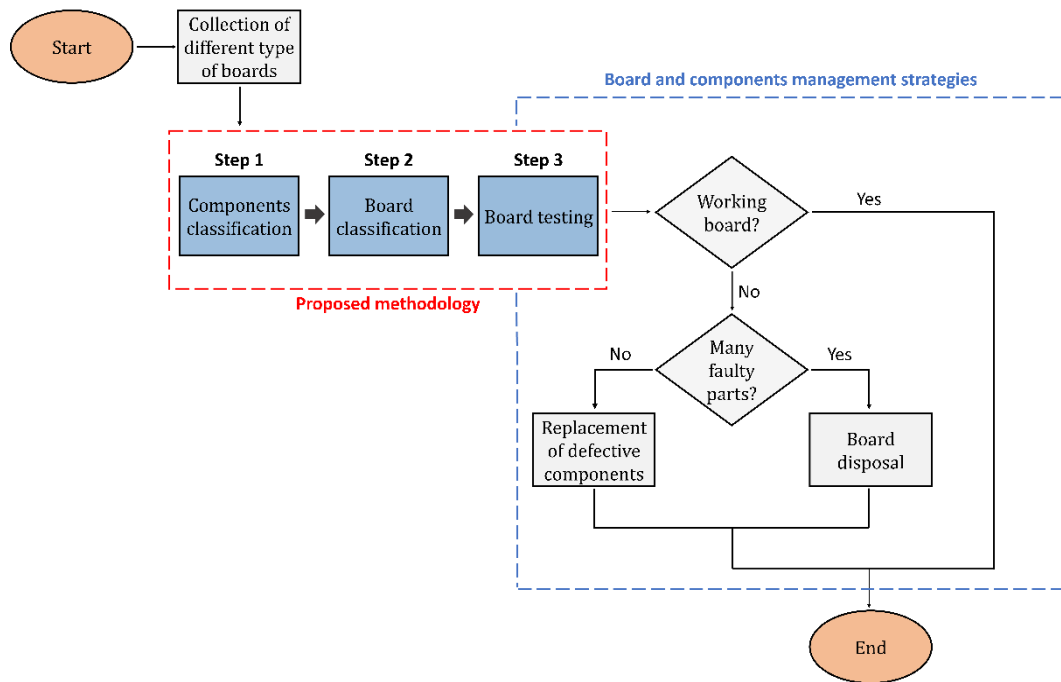 Start
Collection of
different type
of boards
Board and components management strategies
Step 1
Step 2
Step 3
Components
classification
Board
classification
Board testing
Working
board?
Yes
Proposed methodology
No
No
Many
faulty
parts?
Yes
Replacement
of defective
components
Board
disposal
End